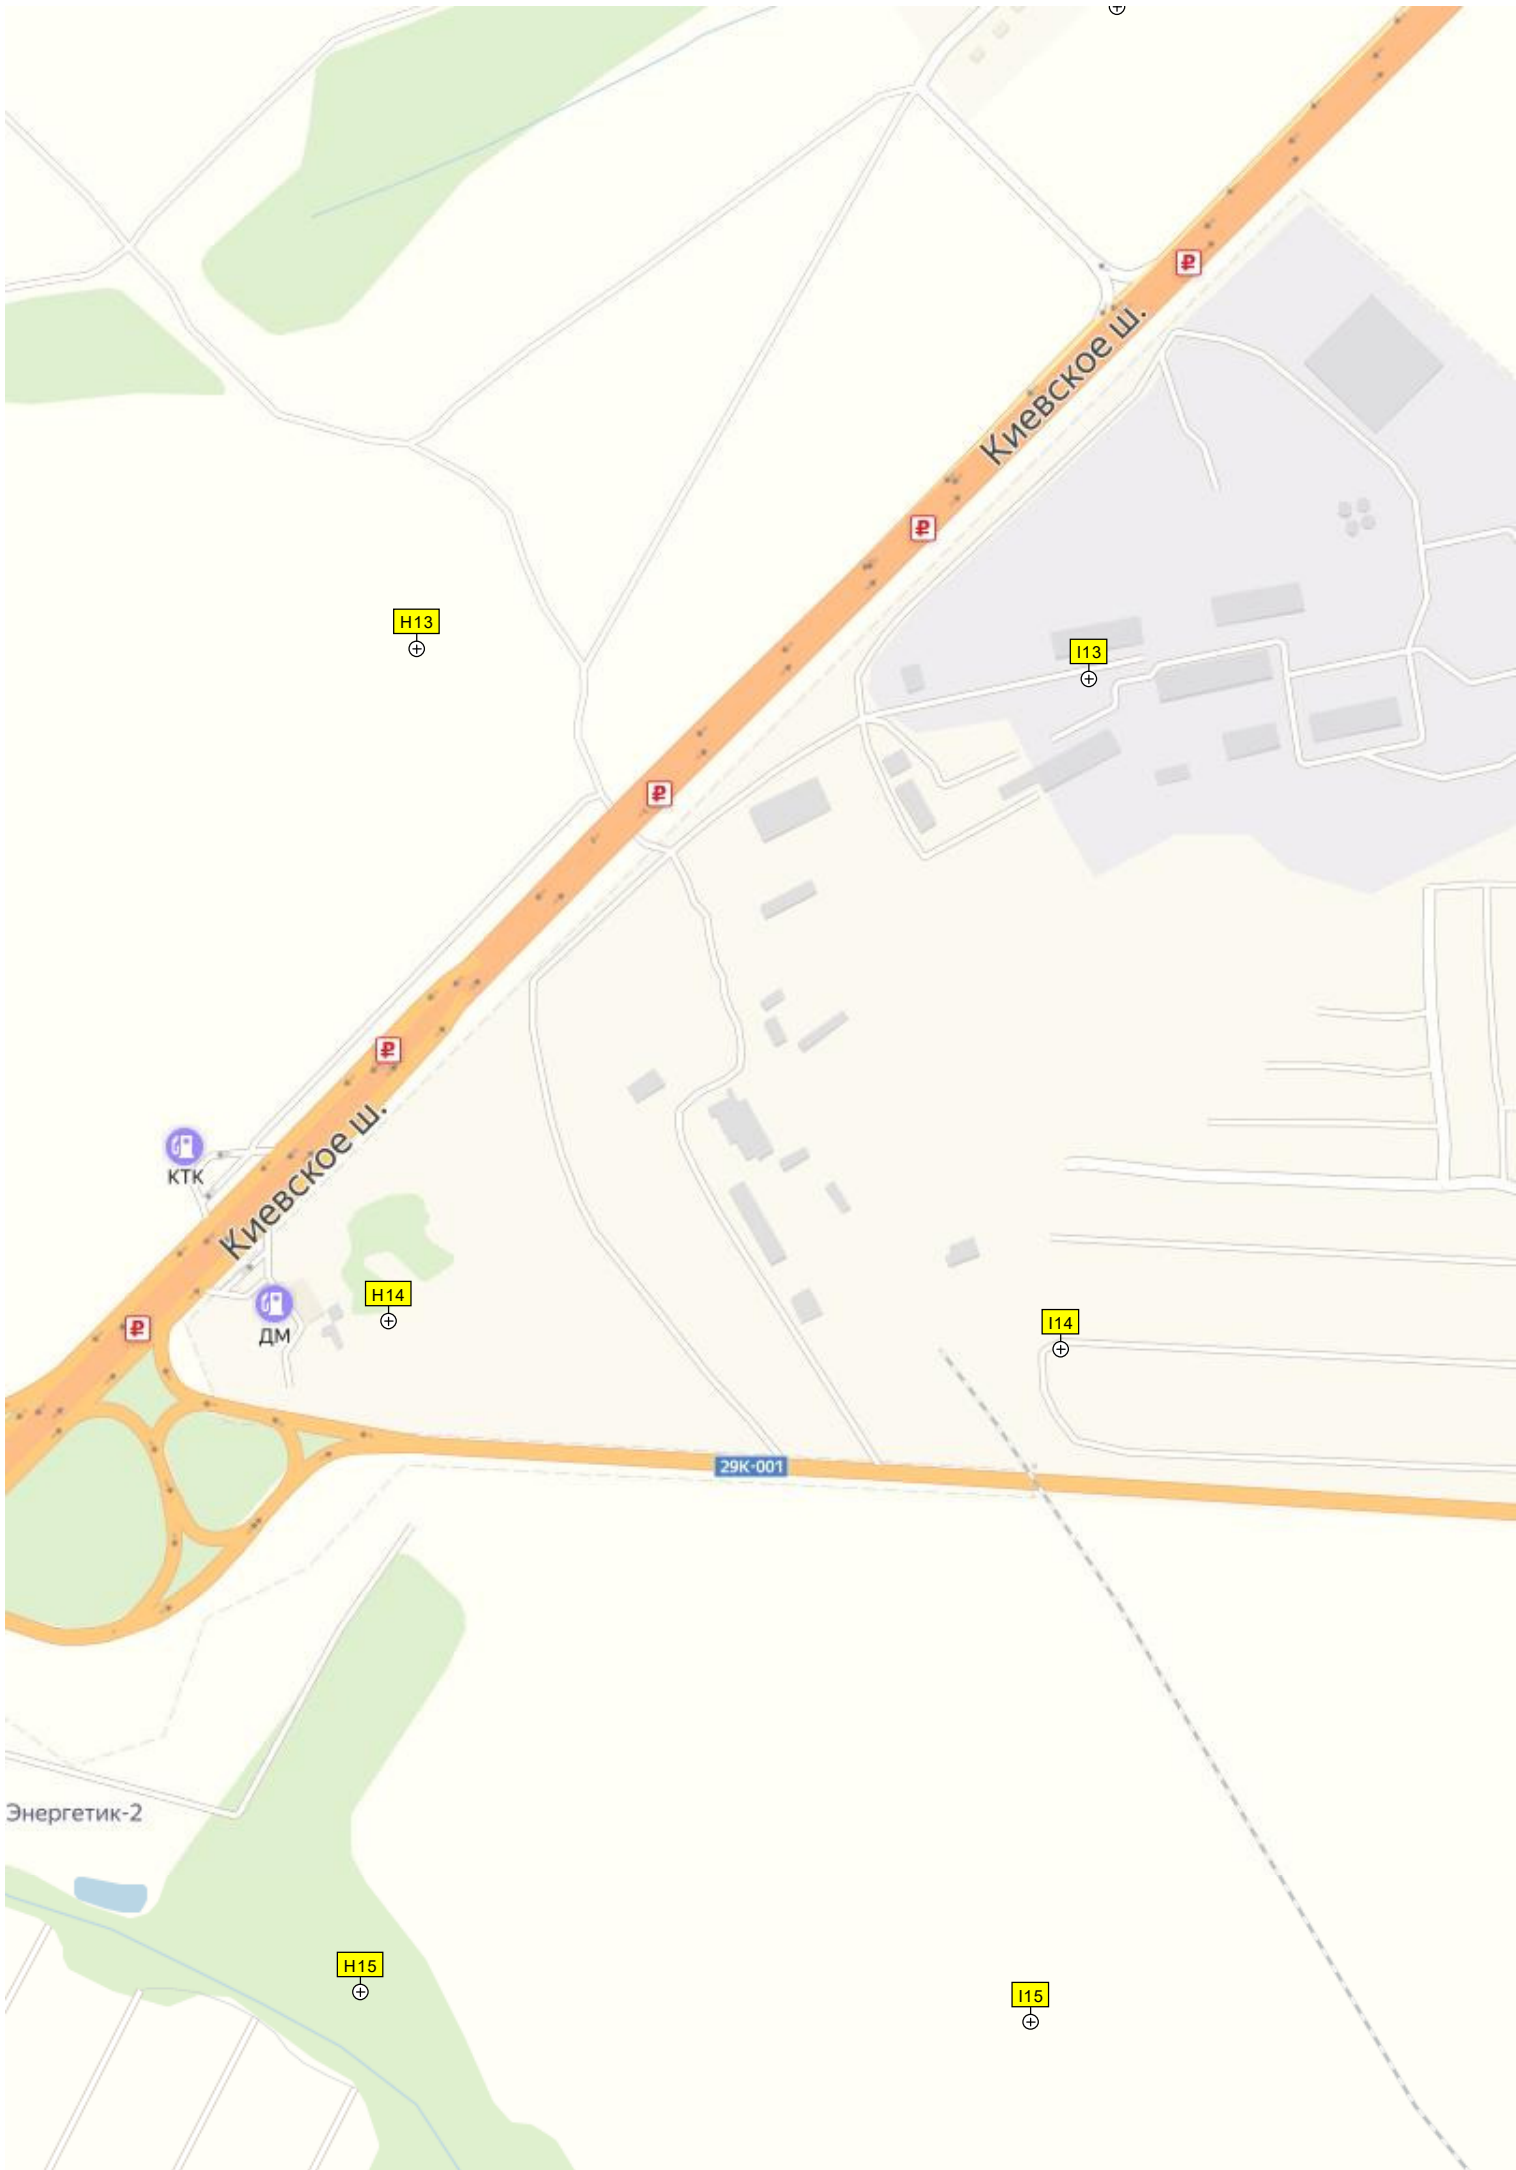 ₽
Киевское ш.
₽
H13
I13
₽
₽
КТК
Киевское ш.
H14
ДМ
₽
I14
29К-001
Энергетик-2
H15
I15